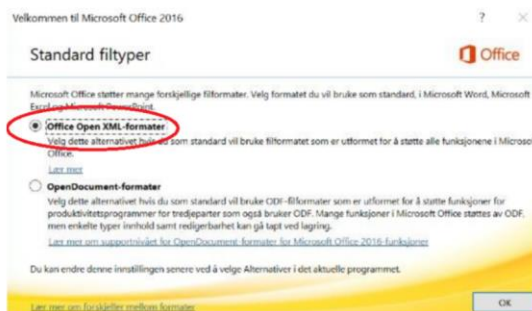 Velkommen til Microsoft Office 2016
Standard filtyper
Office
Microsoft Office støtter mange forskjellige filformater. Velg formatet du vil bruke som standard, i Microsoft Word, Microsoft
Excel og Microsoft PowerPoint.
Office Open XML-formater
Velg dette alternativet hvis du som standard vil bruke filformatet som er utformet for å støtte alle funksjonene i Microsoft
Office.
Lær mer
OpenDocument-formater
Velg dette alternativet hvis du som standard vil bruke ODF-filformater som er utformet for å støtte funksjoner for
produktivitetsprogrammer for tredjeparter som også bruker ODF. Mange funksjoner i Microsoft Office støttes av ODF,
men enkelte typer innhold samt redigerbarhet kan gå tapt ved lagring.
Lær mer om supportnivået for OpenDocument-formater for Microsoft Office 2016-funksjoner
Du kan endre denne innstillingen senere ved å velge Alternativer i det aktuelle programmet.
Lær mer om forskjeller mellom formater
OK